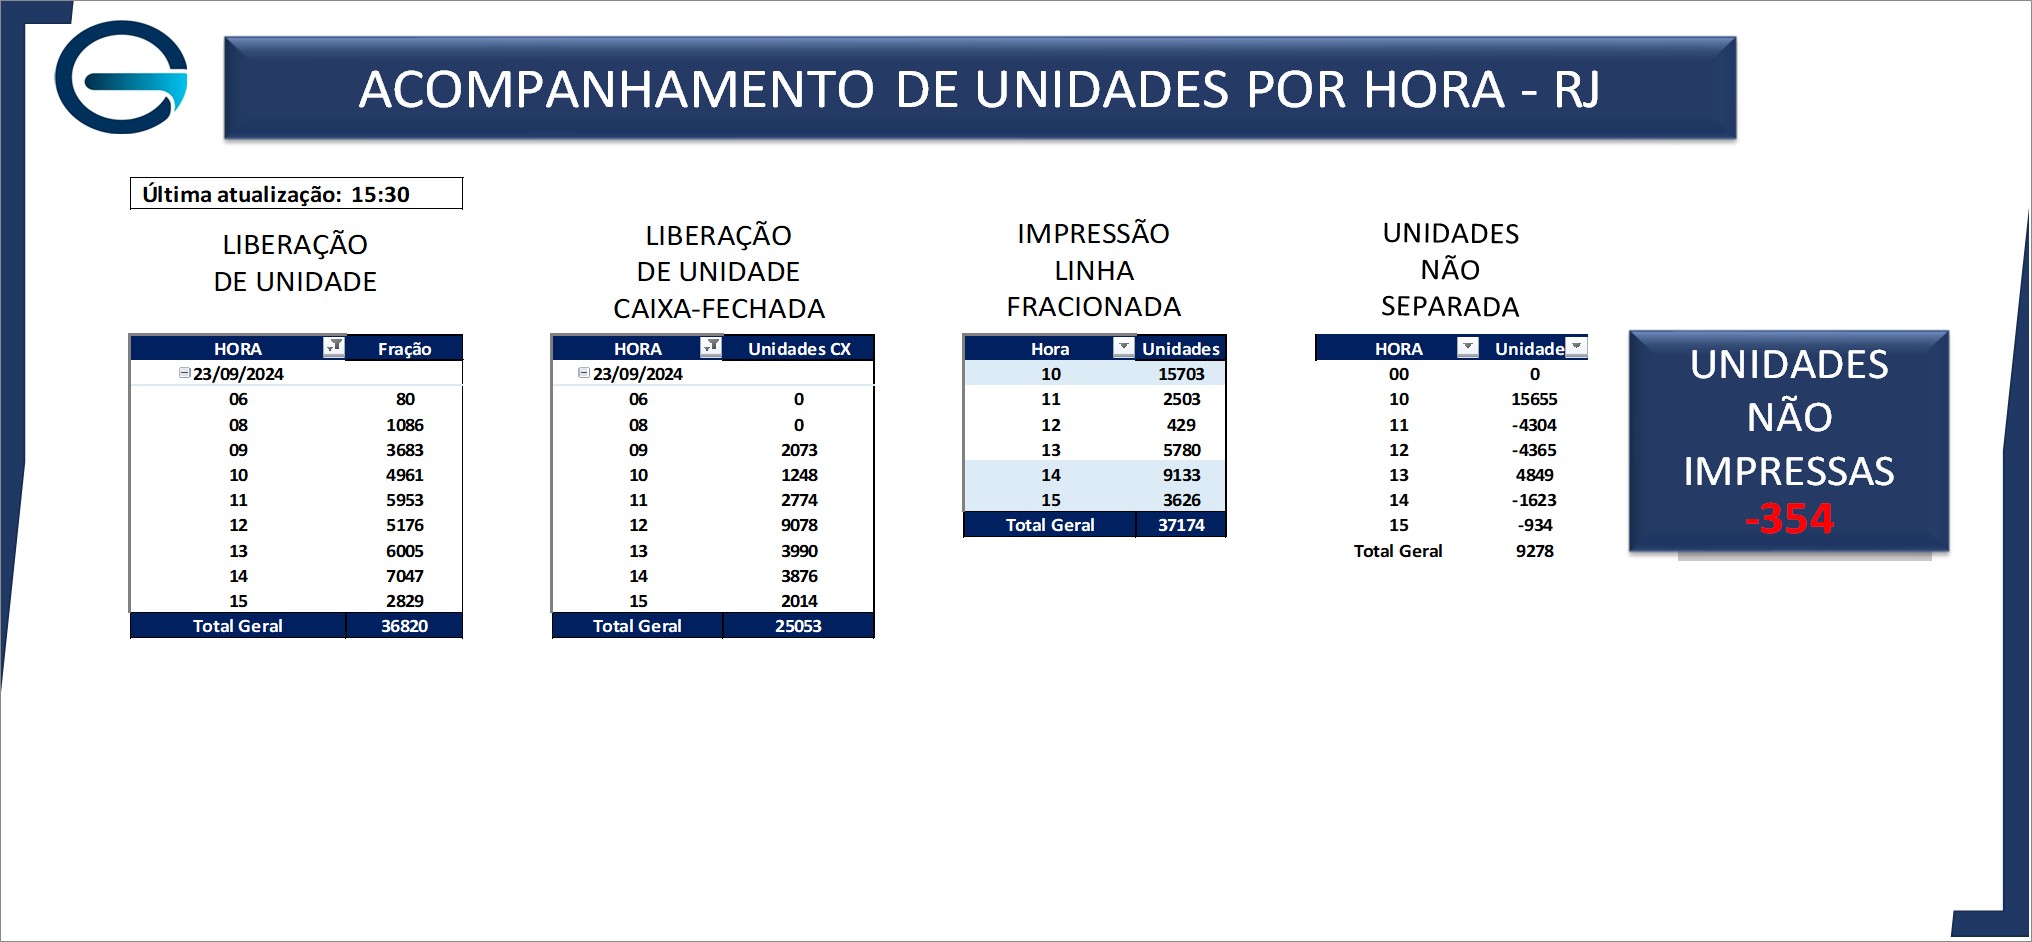 ACOMPANHAMENTO DE UNIDADES POR HORA - RJ
Última atualização: 15:30
LIBERAÇÃO
DE UNIDADE
HORA Fração
23/09/2024
06 80
08 1086
09 3683
10 4961
11 5953
12 5176
13 6005
14 7047
15 2829
Total Geral 36820
LIBERAÇÃO
DE UNIDADE
CAIXA-FECHADA
HORA Unidades CX
23/09/2024
06 0
08 0
09 2073
10 1248
11 2774
12 9078
13 3990
14 3876
15 2014
Total Geral 25053
IMPRESSÃO
LINHA
FRACIONADA
Hora Unidades
10 15703
11 2503
12 429
13 5780
14 9133
15 3626
Total Geral 37174
UNIDADES
NÃO
SEPARADA
HORA Unidade
00 0
10 15655
11 -4304
12 -4365
13 4849
14 -1623
15 -934
Total Geral 9278
UNIDADES
NÃO
IMPRESSAS
-354